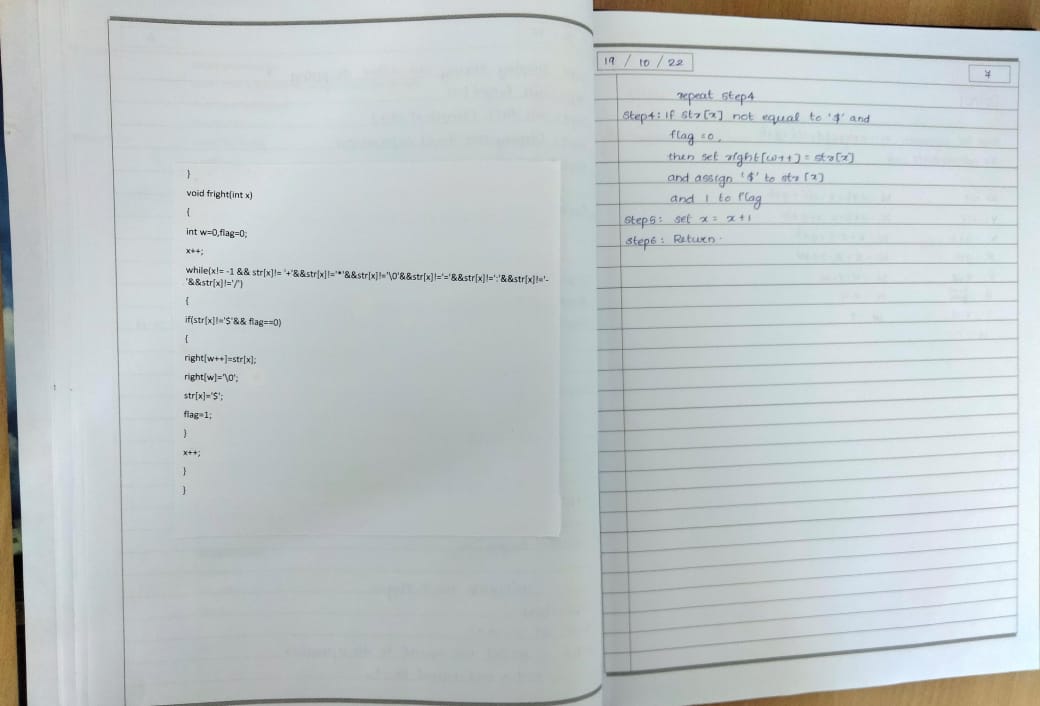 }
void fright(int x)
{
int w=0,flag=0;
x++;
while(x!= -1 && str[x]!= '+'&&str[x]!='*'&&str[x]!='\0'&&str[x]!='='&&str[x]!=':'&&str[x]!='-
'&&str[x]!='/')
{
if(str[x]!='$'&& flag==0)
{
right[w++]=str[x];
right[w]='\0';
str[x]='$';
flag=1;
}
x++;
}
}
19 / 10 / 22
7
repeat step4
Step4: if str[x] not equal to '$' and
flag =0,
then set right[w++] = str[x]
and assign '$' to str[x]
and 1 to flag
Step5: set x = x+1
Step6: Return.